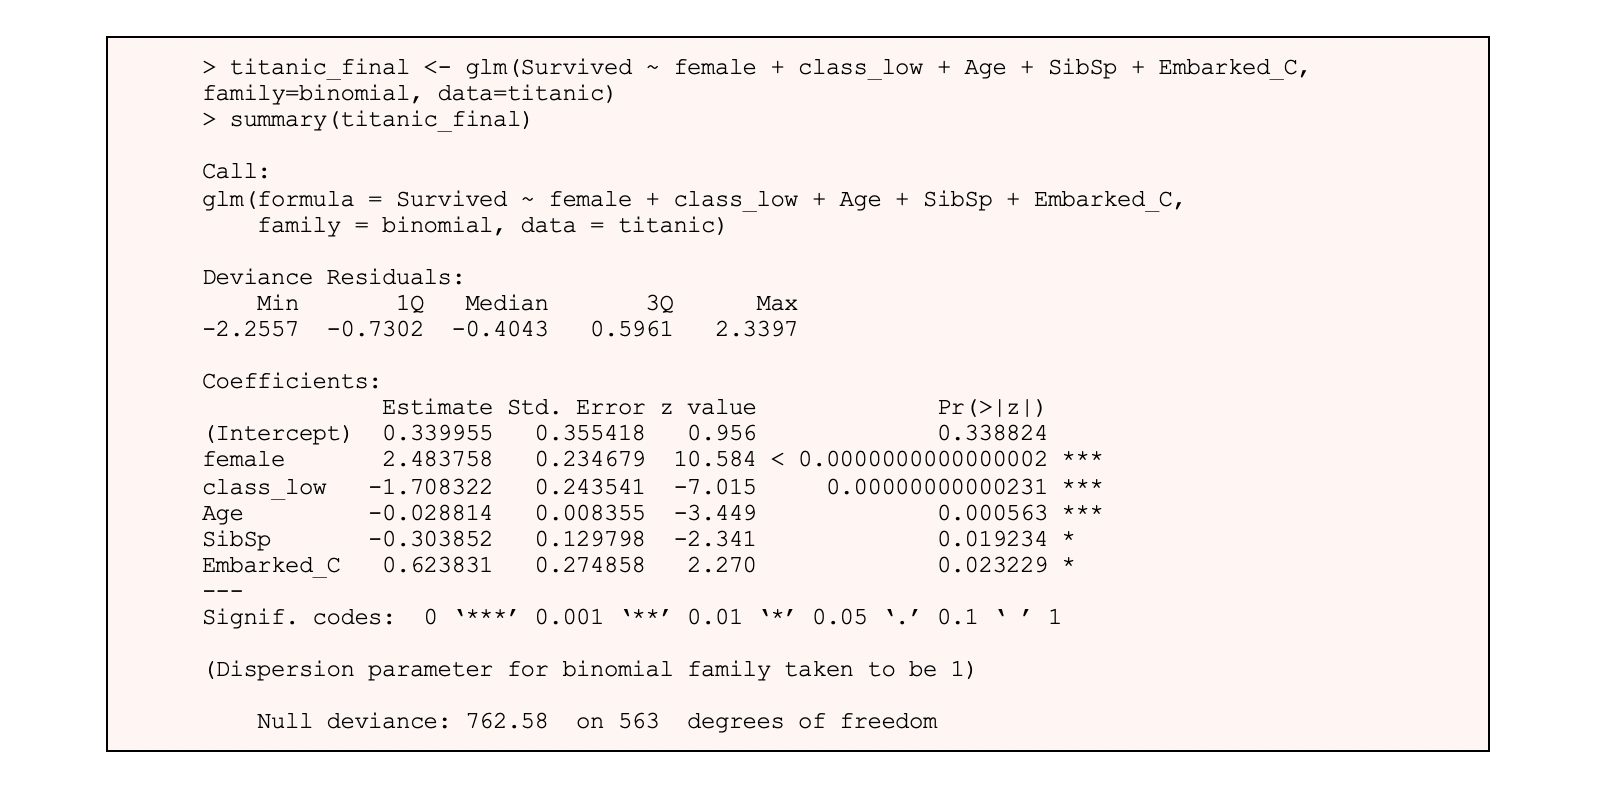 > titanic_final <- glm(Survived ~ female + class_low + Age + SibSp + Embarked_C,
family=binomial, data=titanic)
> summary(titanic_final)
Call:
glm(formula = Survived ~ female + class_low + Age + SibSp + Embarked_C,
    family = binomial, data = titanic)
Deviance Residuals:
    Min       1Q   Median       3Q      Max
-2.2557  -0.7302  -0.4043   0.5961   2.3397
Coefficients:
             Estimate Std. Error z value             Pr(>|z|)
(Intercept)  0.339955   0.355418   0.956             0.338824
female       2.483758   0.234679  10.584 < 0.0000000000000002 ***
class_low   -1.708322   0.243541  -7.015     0.00000000000231 ***
Age         -0.028814   0.008355  -3.449             0.000563 ***
SibSp       -0.303852   0.129798  -2.341             0.019234 *
Embarked_C   0.623831   0.274858   2.270             0.023229 *
---
Signif. codes:  0 ‘***’ 0.001 ‘**’ 0.01 ‘*’ 0.05 ‘.’ 0.1 ‘ ’ 1
(Dispersion parameter for binomial family taken to be 1)
    Null deviance: 762.58  on 563  degrees of freedom